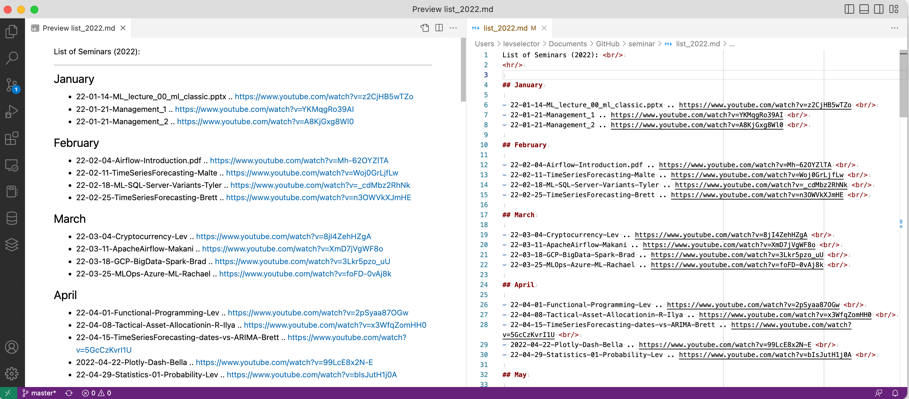 Preview list_2022.md
Preview list_2022.md
List of Seminars (2022):
January
• 22-01-14-ML_lecture_00_ml_classic.pptx .. https://www.youtube.com/watch?v=z2CjHB5wTZo
• 22-01-21-Management_1 .. https://www.youtube.com/watch?v=YKMqgRo39AI
• 22-01-21-Management_2 .. https://www.youtube.com/watch?v=A8KjGxg8Wl0
February
• 22-02-04-Airflow-Introduction.pdf .. https://www.youtube.com/watch?v=Mh-62OYZlTA
• 22-02-11-TimeSeriesForecasting-Malte .. https://www.youtube.com/watch?v=Woj0GrLjfLw
• 22-02-18-ML-SQL-Server-Variants-Tyler .. https://www.youtube.com/watch?v=_cdMbz2RhNk
• 22-02-25-TimeSeriesForecasting-Brett .. https://www.youtube.com/watch?v=n3OWVkXJmHE
March
• 22-03-04-Cryptocurrency-Lev .. https://www.youtube.com/watch?v=8jI4ZehHZgA
• 22-03-11-ApacheAirflow-Makani .. https://www.youtube.com/watch?v=XmD7jVgWF8o
• 22-03-18-GCP-BigData-Spark-Brad .. https://www.youtube.com/watch?v=3Lkr5pzo_uU
• 22-03-25-MLOps-Azure-ML-Rachael .. https://www.youtube.com/watch?v=foFD-0vAj8k
April
• 22-04-01-Functional-Programming-Lev .. https://www.youtube.com/watch?v=2pSyaa87OGw
• 22-04-08-Tactical-Asset-Allocationin-R-Ilya .. https://www.youtube.com/watch?v=x3WfqZomHH0
• 22-04-15-TimeSeriesForecasting-dates-vs-ARIMA-Brett .. https://www.youtube.com/watch?
v=5GcCzKvrI1U
• 2022-04-22-Plotly-Dash-Bella .. https://www.youtube.com/watch?v=99LcE8x2N-E
• 22-04-29-Statistics-01-Probability-Lev .. https://www.youtube.com/watch?v=bIsJutH1j0A
list_2022.md M
Users > levselector > Documents > GitHub > seminar > list_2022.md > ...
1 List of Seminars (2022): <br/>
2 <hr/>
3
4 ## January
5
6 - 22-01-14-ML_lecture_00_ml_classic.pptx .. https://www.youtube.com/watch?v=z2CjHB5wTZo <br/>
7 - 22-01-21-Management_1 .. https://www.youtube.com/watch?v=YKMqgRo39AI <br/>
8 - 22-01-21-Management_2 .. https://www.youtube.com/watch?v=A8KjGxg8Wl0 <br/>
9
10 ## February
11
12 - 22-02-04-Airflow-Introduction.pdf .. https://www.youtube.com/watch?v=Mh-62OYZlTA <br/>
13 - 22-02-11-TimeSeriesForecasting-Malte .. https://www.youtube.com/watch?v=Woj0GrLjfLw <br/>
14 - 22-02-18-ML-SQL-Server-Variants-Tyler .. https://www.youtube.com/watch?v=_cdMbz2RhNk <br/>
15 - 22-02-25-TimeSeriesForecasting-Brett .. https://www.youtube.com/watch?v=n3OWVkXJmHE <br/>
16
17 ## March
18
19 - 22-03-04-Cryptocurrency-Lev .. https://www.youtube.com/watch?v=8jI4ZehHZgA <br/>
20 - 22-03-11-ApacheAirflow-Makani .. https://www.youtube.com/watch?v=XmD7jVgWF8o <br/>
21 - 22-03-18-GCP-BigData-Spark-Brad .. https://www.youtube.com/watch?v=3Lkr5pzo_uU <br/>
22 - 22-03-25-MLOps-Azure-ML-Rachael .. https://www.youtube.com/watch?v=foFD-0vAj8k <br/>
23
24 ## April
25
26 - 22-04-01-Functional-Programming-Lev .. https://www.youtube.com/watch?v=2pSyaa87OGw <br/>
27 - 22-04-08-Tactical-Asset-Allocationin-R-Ilya .. https://www.youtube.com/watch?v=x3WfqZomHH0 <br/>
28 - 22-04-15-TimeSeriesForecasting-dates-vs-ARIMA-Brett .. https://www.youtube.com/watch?
v=5GcCzKvrI1U <br/>
29 - 2022-04-22-Plotly-Dash-Bella .. https://www.youtube.com/watch?v=99LcE8x2N-E <br/>
30 - 22-04-29-Statistics-01-Probability-Lev .. https://www.youtube.com/watch?v=bIsJutH1j0A <br/>
31
32 ## May
33
1
master* 0 0